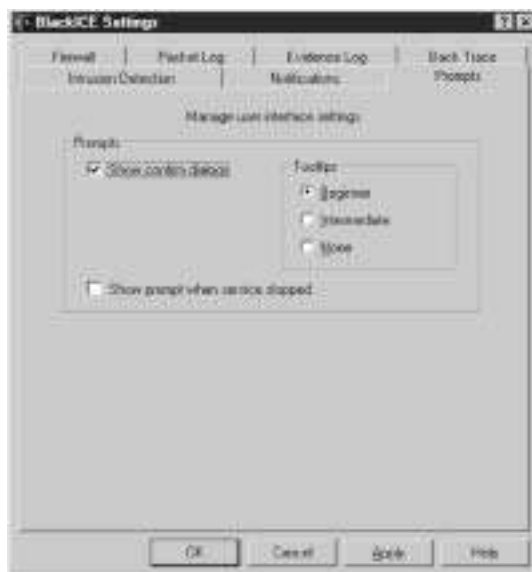 BlackICE Settings
Firewall Packet Log Evidence Log Back Trace
Intrusion Detection Notifications Prompts
Manage user interface settings
Prompts
Show confirm dialogs
Tooltips
Beginner
Intermediate
None
Show prompt when service stopped
OK Cancel Apply Help